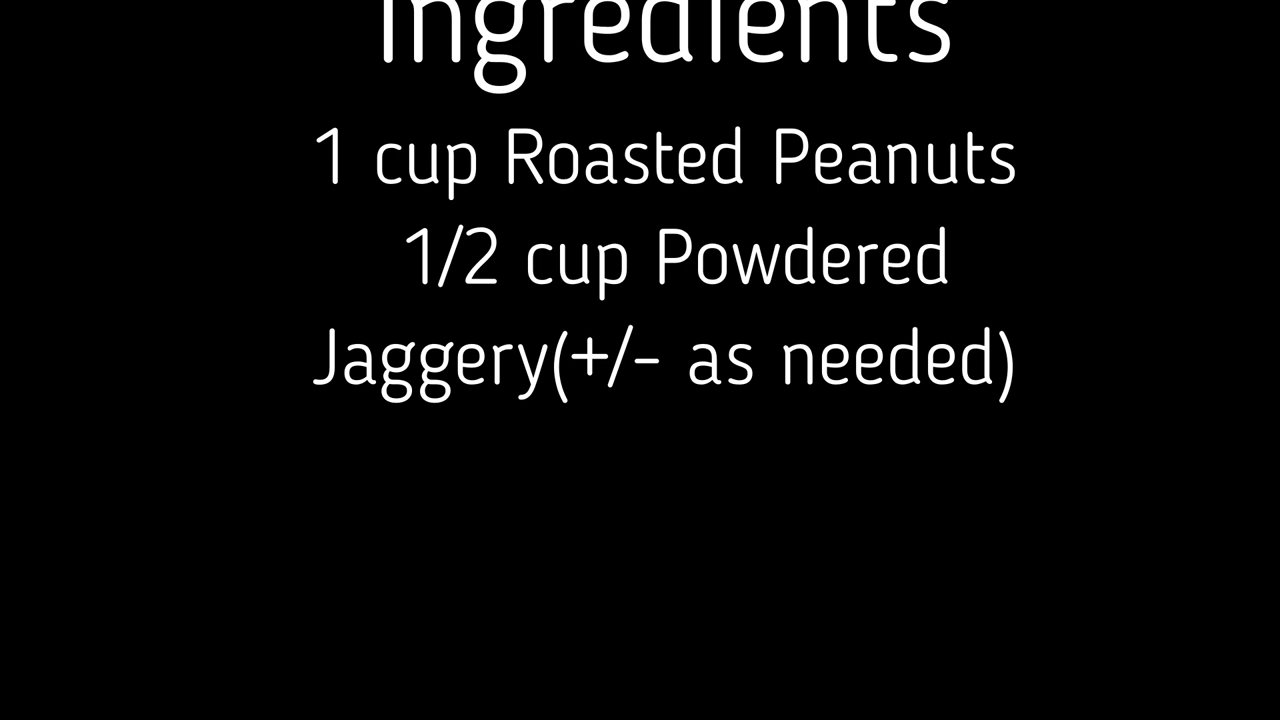 Ingredients
1 cup Roasted Peanuts
1/2 cup Powdered
Jaggery(+/- as needed)